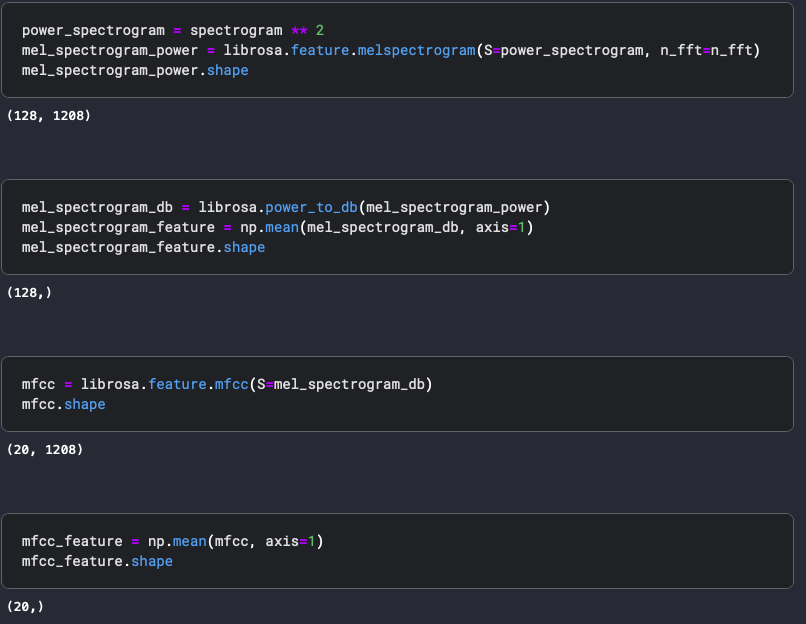 power_spectrogram = spectrogram ** 2
mel_spectrogram_power = librosa.feature.melspectrogram(S=power_spectrogram, n_fft=n_fft)
mel_spectrogram_power.shape
(128, 1208)
mel_spectrogram_db = librosa.power_to_db(mel_spectrogram_power)
mel_spectrogram_feature = np.mean(mel_spectrogram_db, axis=1)
mel_spectrogram_feature.shape
(128,)
mfcc = librosa.feature.mfcc(S=mel_spectrogram_db)
mfcc.shape
(20, 1208)
mfcc_feature = np.mean(mfcc, axis=1)
mfcc_feature.shape
(20,)